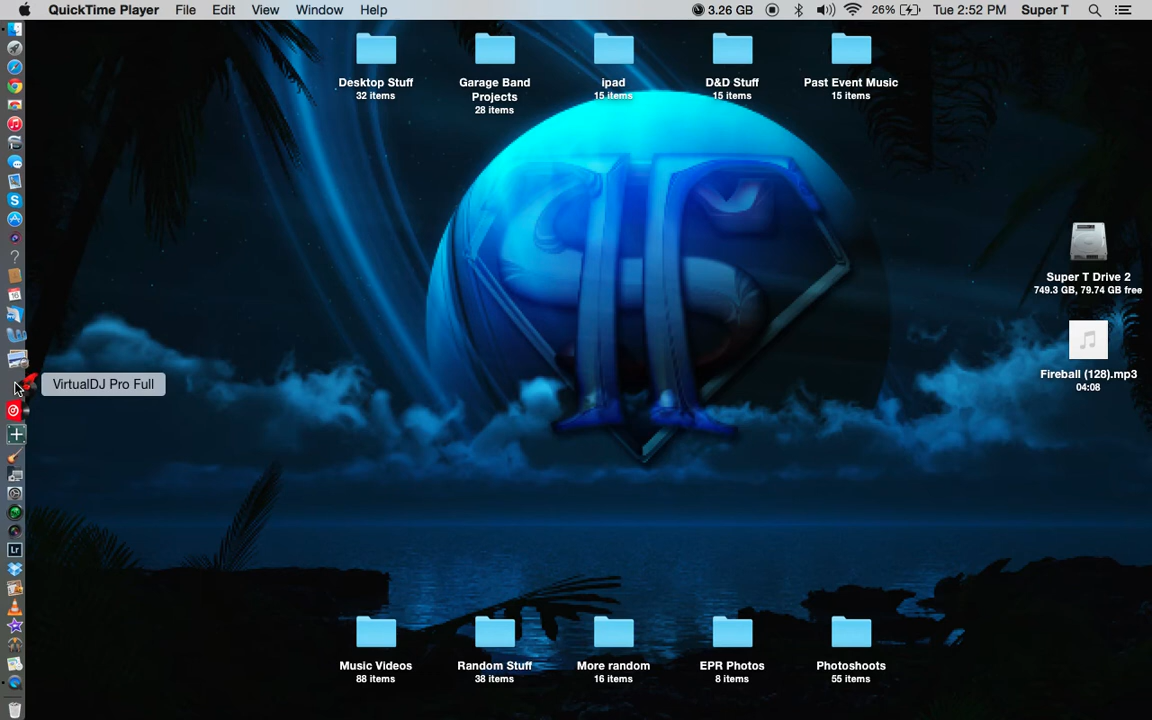 QuickTime Player File Edit View Window Help 3.26 GB 26% Tue 2:52 PM Super T
Desktop Stuff
32 items
Garage Band
Projects
28 items
ipad
15 items
D&D Stuff
15 items
Past Event Music
15 items
Super T Drive 2
749.3 GB, 79.74 GB free
Fireball (128).mp3
04:08
VirtualDJ Pro Full
Lr
Music Videos
88 items
Random Stuff
38 items
More random
16 items
EPR Photos
8 items
Photoshoots
55 items